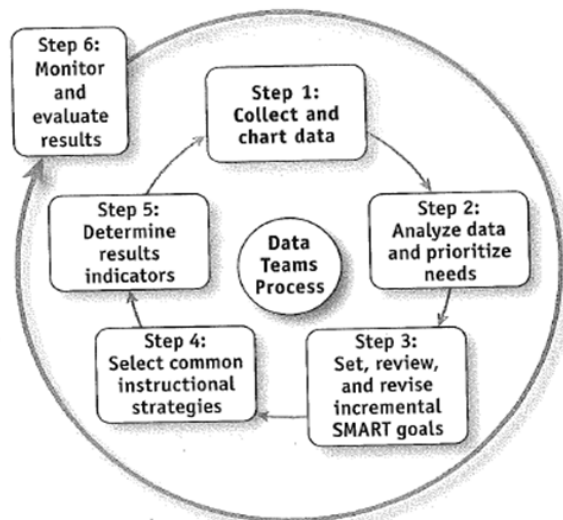 Step 6:
Monitor
and
evaluate
results
Step 1:
Collect and
chart data
Step 2:
Analyze data
and prioritize
needs
Step 3:
Set, review,
and revise
incremental
SMART goals
Step 4:
Select common
instructional
strategies
Step 5:
Determine
results
indicators
Data
Teams
Process